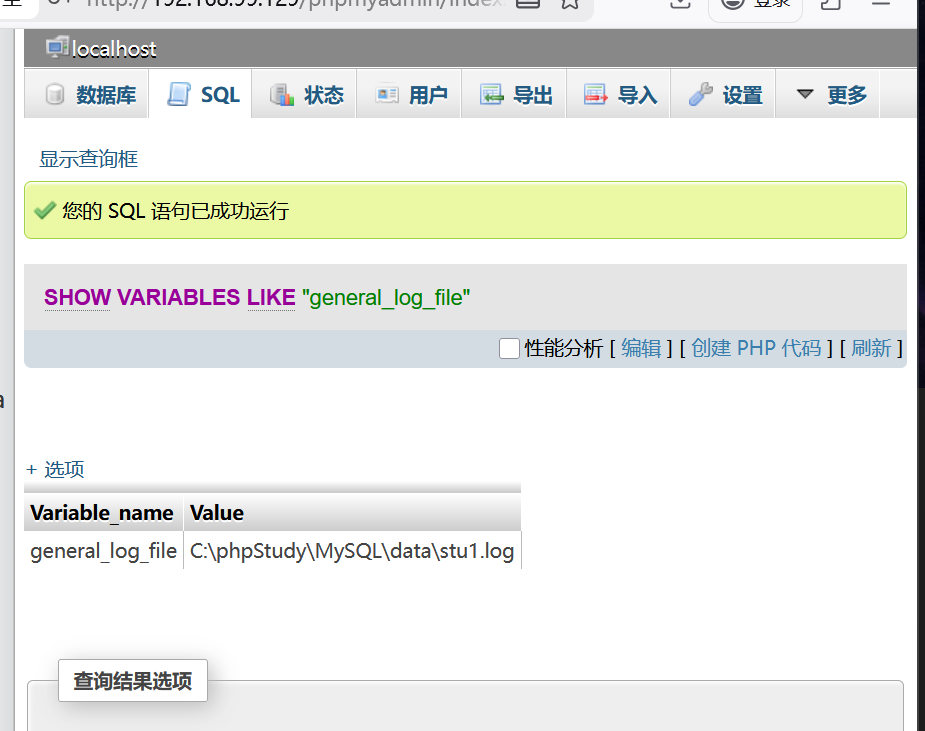 localhost
数据库 SQL 状态 用户 导出 导入 设置 更多
显示查询框
您的 SQL 语句已成功运行
SHOW VARIABLES LIKE "general_log_file"
性能分析 [ 编辑 ] [ 创建 PHP 代码 ] [ 刷新 ]
+ 选项
Variable_name Value
general_log_file C:\phpStudy\MySQL\data\stu1.log
查询结果选项